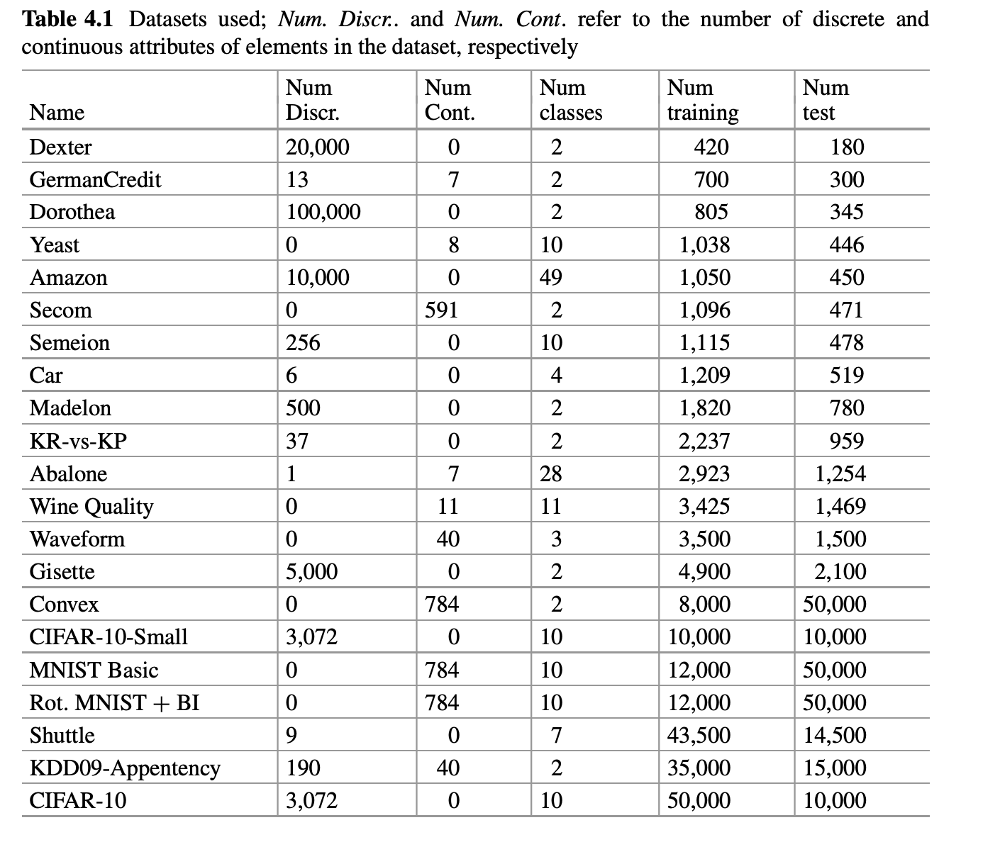 Table 4.1 Datasets used; Num. Discr.. and Num. Cont. refer to the number of discrete and
continuous attributes of elements in the dataset, respectively
Name Num Discr. Num Cont. Num classes Num training Num test
Dexter 20,000 0 2 420 180
GermanCredit 13 7 2 700 300
Dorothea 100,000 0 2 805 345
Yeast 0 8 10 1,038 446
Amazon 10,000 0 49 1,050 450
Secom 0 591 2 1,096 471
Semeion 256 0 10 1,115 478
Car 6 0 4 1,209 519
Madelon 500 0 2 1,820 780
KR-vs-KP 37 0 2 2,237 959
Abalone 1 7 28 2,923 1,254
Wine Quality 0 11 11 3,425 1,469
Waveform 0 40 3 3,500 1,500
Gisette 5,000 0 2 4,900 2,100
Convex 0 784 2 8,000 50,000
CIFAR-10-Small 3,072 0 10 10,000 10,000
MNIST Basic 0 784 10 12,000 50,000
Rot. MNIST + BI 0 784 10 12,000 50,000
Shuttle 9 0 7 43,500 14,500
KDD09-Appentency 190 40 2 35,000 15,000
CIFAR-10 3,072 0 10 50,000 10,000